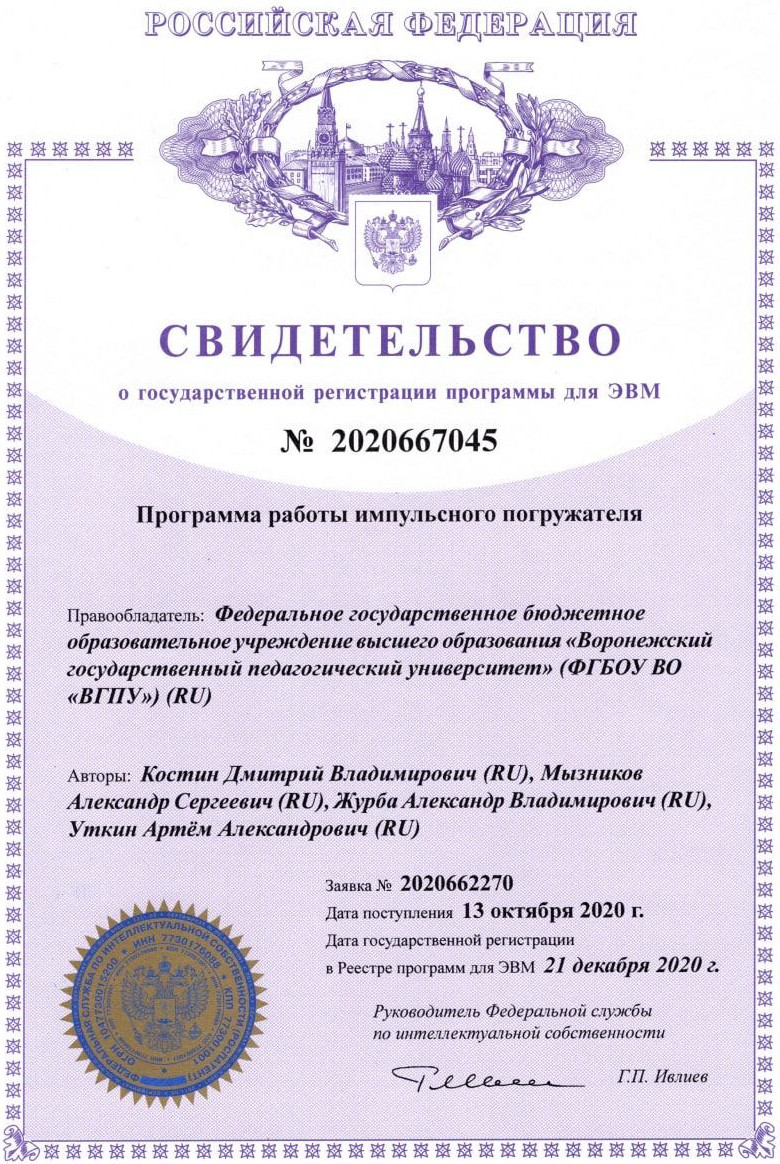 РОССИЙСКАЯ ФЕДЕРАЦИЯ
СВИДЕТЕЛЬСТВО
о государственной регистрации программы для ЭВМ
№ 2020667045
Программа работы импульсного погружателя
Правообладатель: Федеральное государственное бюджетное
образовательное учреждение высшего образования «Воронежский
государственный педагогический университет» (ФГБОУ ВО
«ВГПУ») (RU)
Авторы: Костин Дмитрий Владимирович (RU), Мызников
Александр Сергеевич (RU), Журба Александр Владимирович (RU),
Уткин Артём Александрович (RU)
Заявка № 2020662270
Дата поступления 13 октября 2020 г.
Дата государственной регистрации
в Реестре программ для ЭВМ 21 декабря 2020 г.
Руководитель Федеральной службы
по интеллектуальной собственности
Г.П. Ивлиев
ФЕДЕРАЛЬНАЯ СЛУЖБА ПО ИНТЕЛЛЕКТУАЛЬНОЙ СОБСТВЕННОСТИ (РОСПАТЕНТ)
ОГРН 1047730015200 * ИНН 7730176088 * КПП 773001001